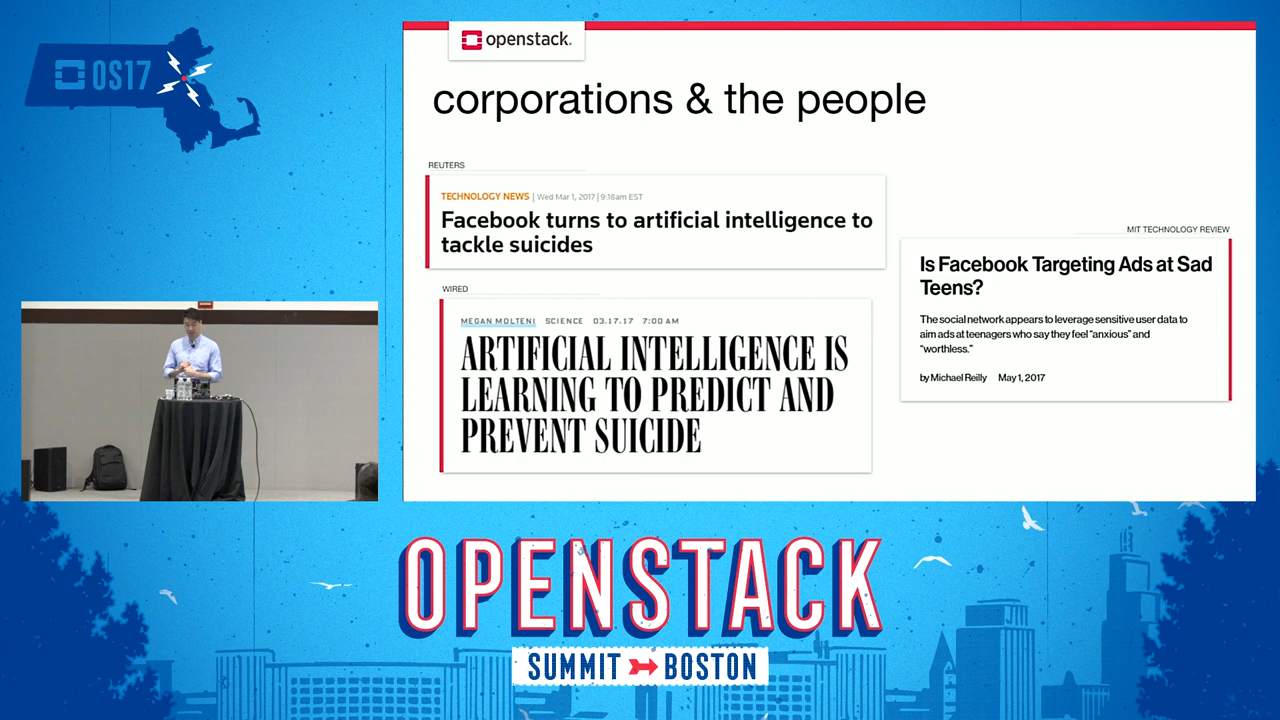 OS17
openstack.
corporations & the people
REUTERS
TECHNOLOGY NEWS | Wed Mar 1, 2017 | 9:18am EST
Facebook turns to artificial intelligence to
tackle suicides
WIRED
MEGAN MOLTENI SCIENCE 03.17.17 7:00 AM
ARTIFICIAL INTELLIGENCE IS
LEARNING TO PREDICT AND
PREVENT SUICIDE
MIT TECHNOLOGY REVIEW
Is Facebook Targeting Ads at Sad
Teens?
The social network appears to leverage sensitive user data to
aim ads at teenagers who say they feel "anxious" and
"worthless."
by Michael Reilly May 1, 2017
OPENSTACK
SUMMIT BOSTON